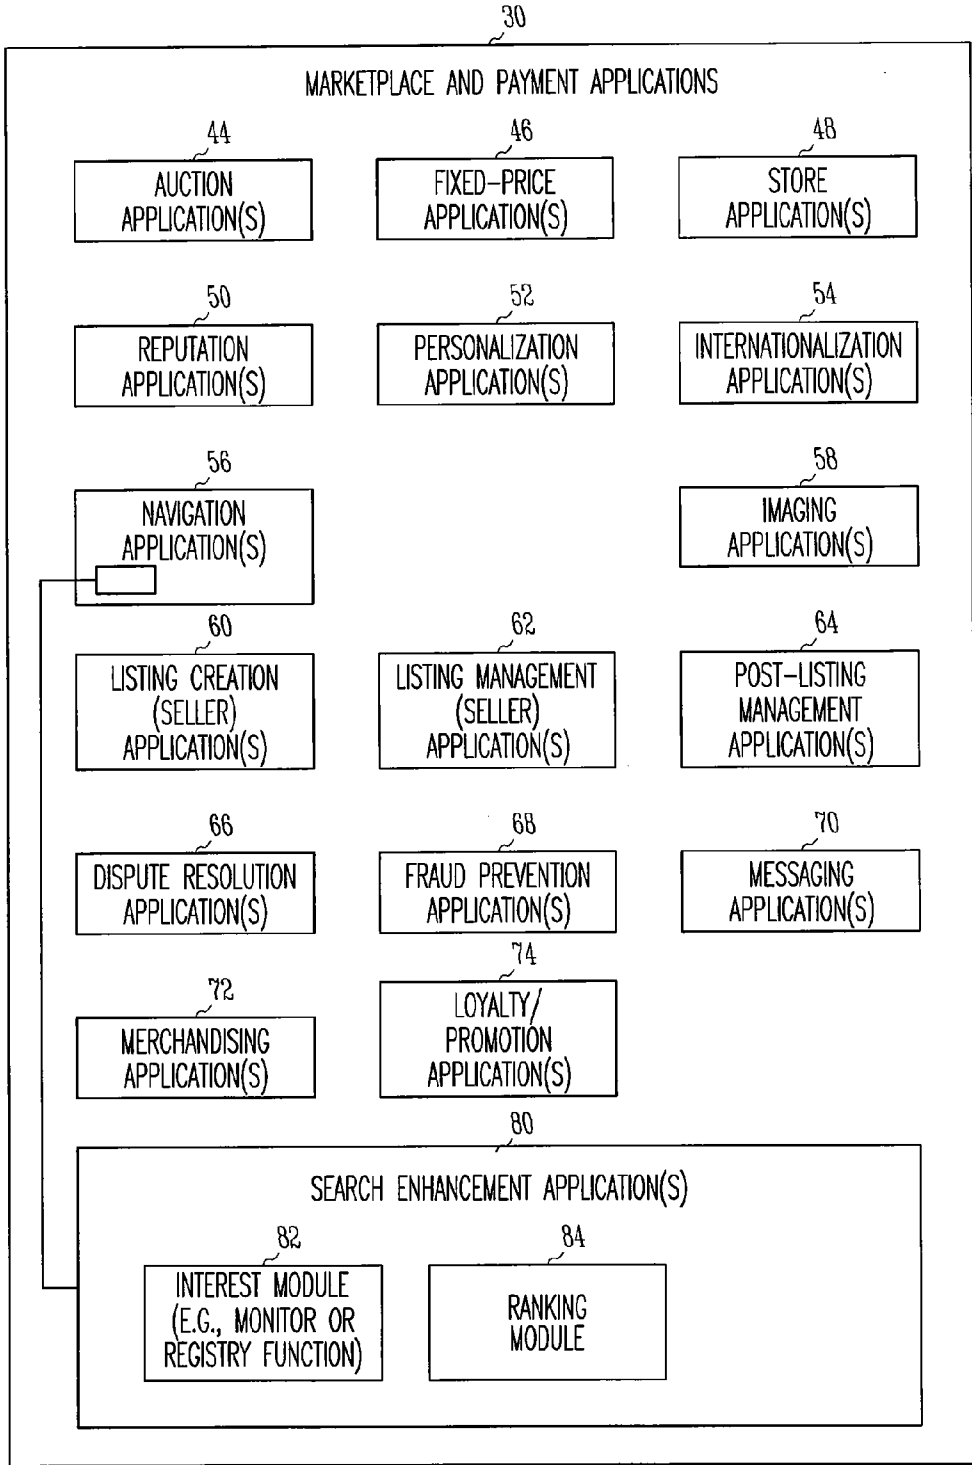 30
MARKETPLACE AND PAYMENT APPLICATIONS
44
AUCTION
APPLICATION(S)
46
FIXED-PRICE
APPLICATION(S)
48
STORE
APPLICATION(S)
50
REPUTATION
APPLICATION(S)
52
PERSONALIZATION
APPLICATION(S)
54
INTERNATIONALIZATION
APPLICATION(S)
56
NAVIGATION
APPLICATION(S)
58
IMAGING
APPLICATION(S)
60
LISTING CREATION
(SELLER)
APPLICATION(S)
62
LISTING MANAGEMENT
(SELLER)
APPLICATION(S)
64
POST-LISTING
MANAGEMENT
APPLICATION(S)
66
DISPUTE RESOLUTION
APPLICATION(S)
68
FRAUD PREVENTION
APPLICATION(S)
70
MESSAGING
APPLICATION(S)
72
MERCHANDISING
APPLICATION(S)
74
LOYALTY/
PROMOTION
APPLICATION(S)
80
SEARCH ENHANCEMENT APPLICATION(S)
82
INTEREST MODULE
(E.G., MONITOR OR
REGISTRY FUNCTION)
84
RANKING
MODULE